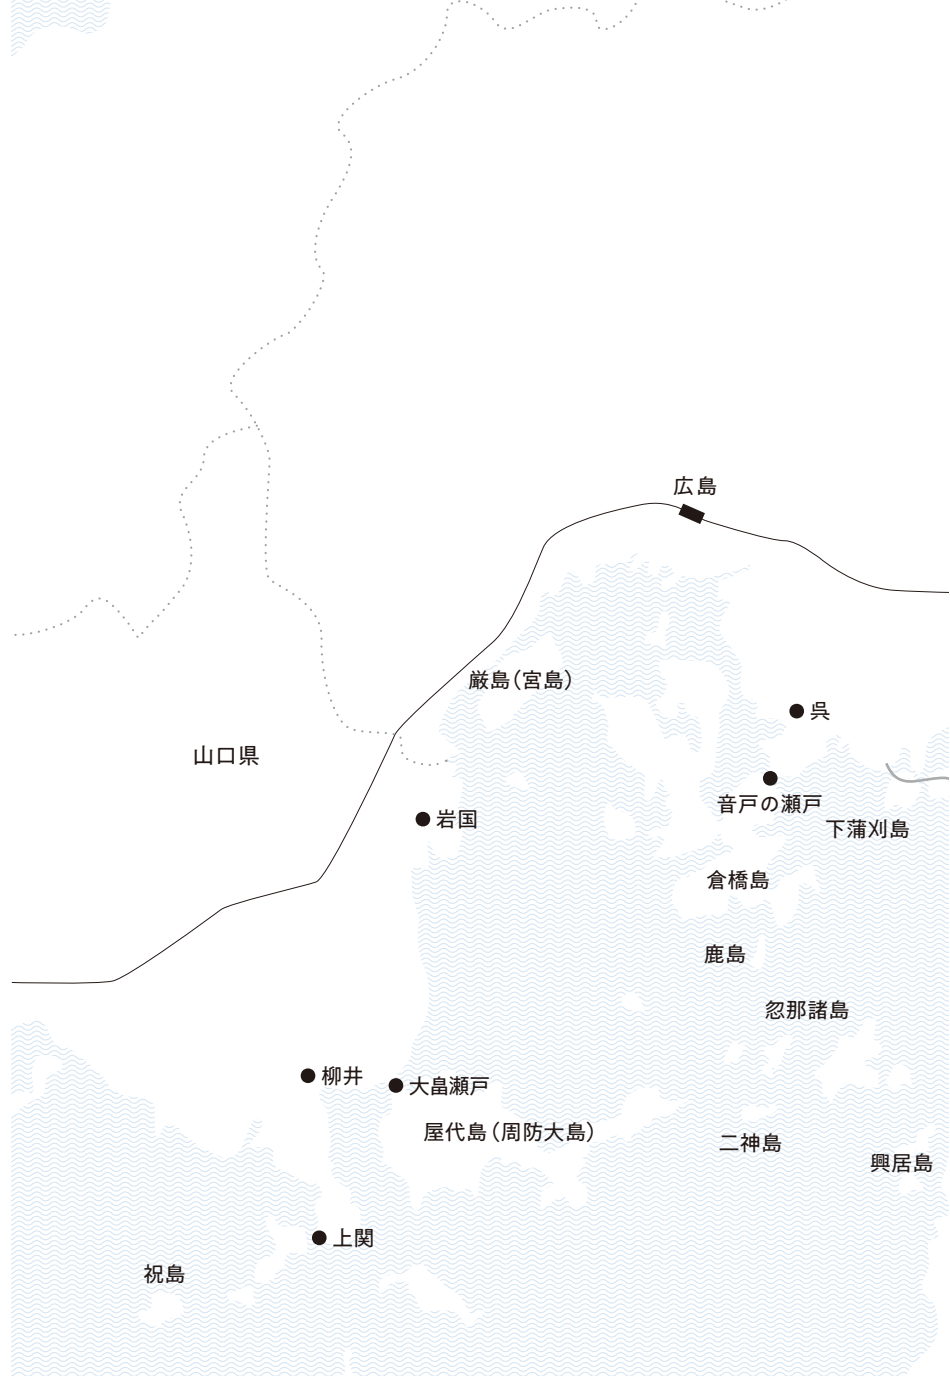 広島
厳島（宮島）
呉
山口県
音戸の瀬戸
岩国
下蒲刈島
倉橋島
鹿島
忽那諸島
柳井
大畠瀬戸
屋代島（周防大島）
二神島
興居島
上関
祝島